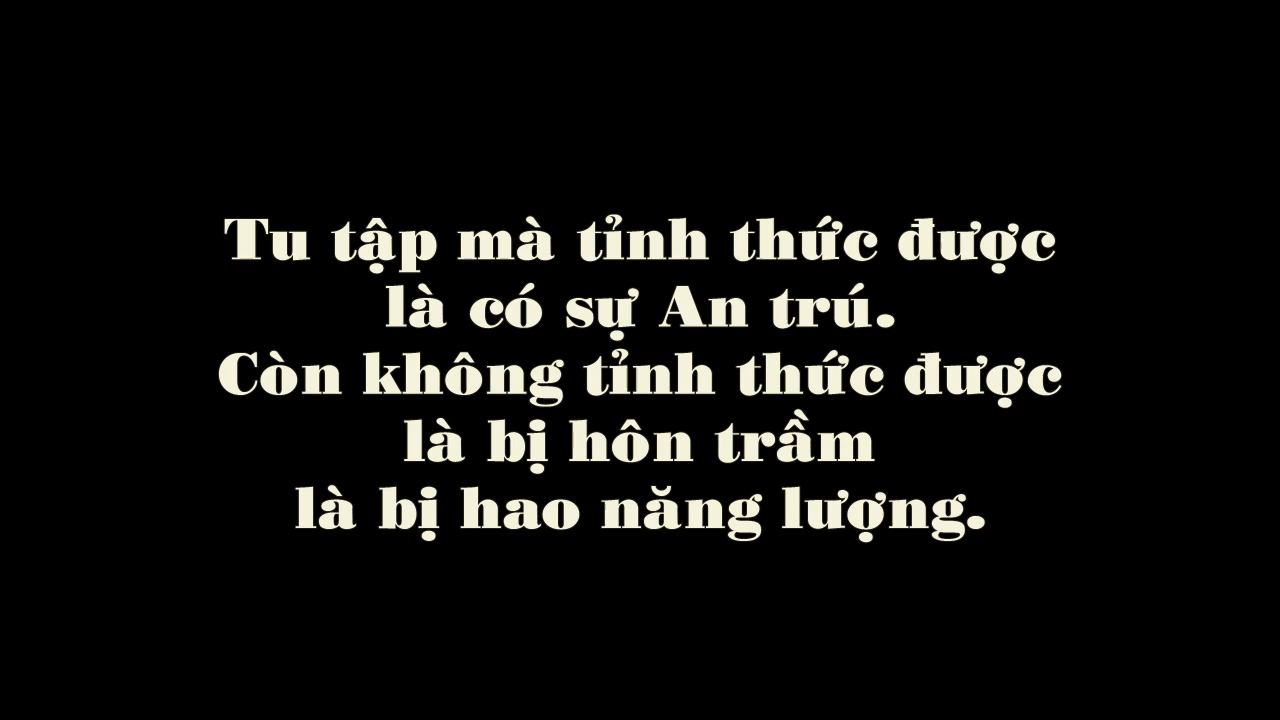 Tu tập mà tỉnh thức được
là có sự An trú.
Còn không tỉnh thức được
là bị hôn trầm
là bị hao năng lượng.